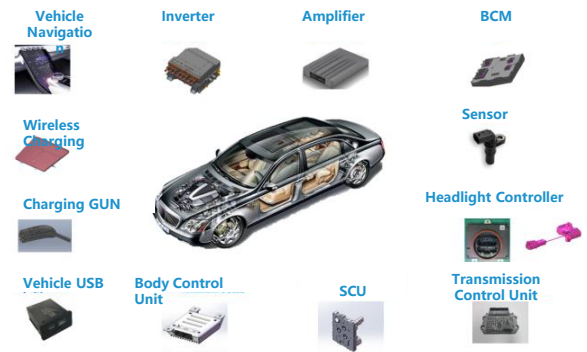 Vehicle
Navigatio
n
Inverter
Amplifier
BCM
Wireless
Charging
Sensor
Charging GUN
Headlight Controller
Vehicle USB
Body Control
Unit
SCU
Transmission
Control Unit